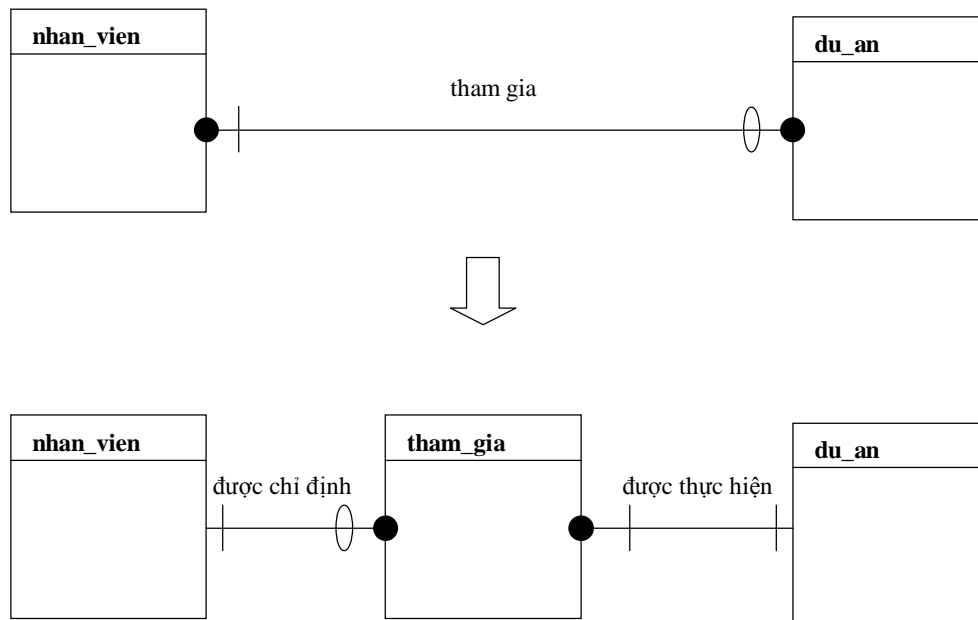 nhan_vien
du_an
tham gia
nhan_vien
tham_gia
du_an
được chỉ định
được thực hiện